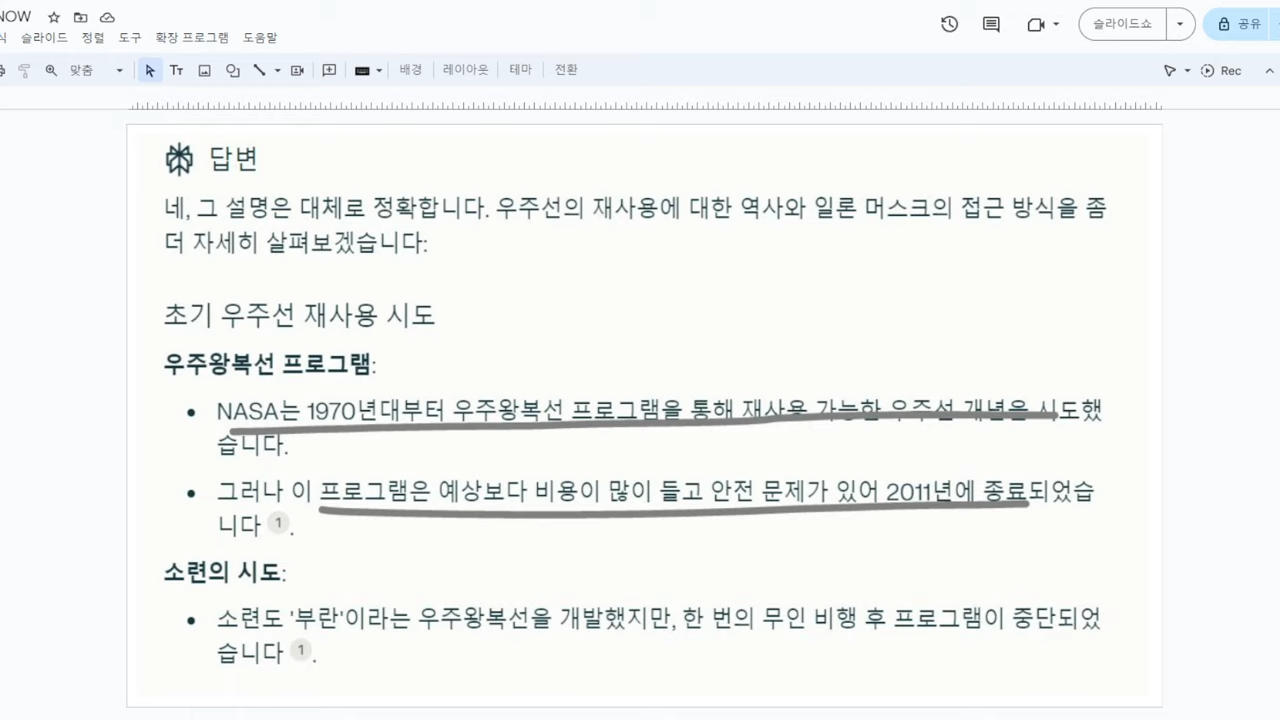 NOW
식 슬라이드 정렬 도구 확장 프로그램 도움말
슬라이드쇼
공유
맞춤
Tт
배경 레이아웃 테마 전환
Rec
답변
네, 그 설명은 대체로 정확합니다. 우주선의 재사용에 대한 역사와 일론 머스크의 접근 방식을 좀
더 자세히 살펴보겠습니다:
초기 우주선 재사용 시도
우주왕복선 프로그램:
• NASA는 1970년대부터 우주왕복선 프로그램을 통해 재사용 가능한 우주선 개념을 시도했
습니다.
• 그러나 이 프로그램은 예상보다 비용이 많이 들고 안전 문제가 있어 2011년에 종료되었습
니다 1.
소련의 시도:
• 소련도 '부란'이라는 우주왕복선을 개발했지만, 한 번의 무인 비행 후 프로그램이 중단되었
습니다 1.